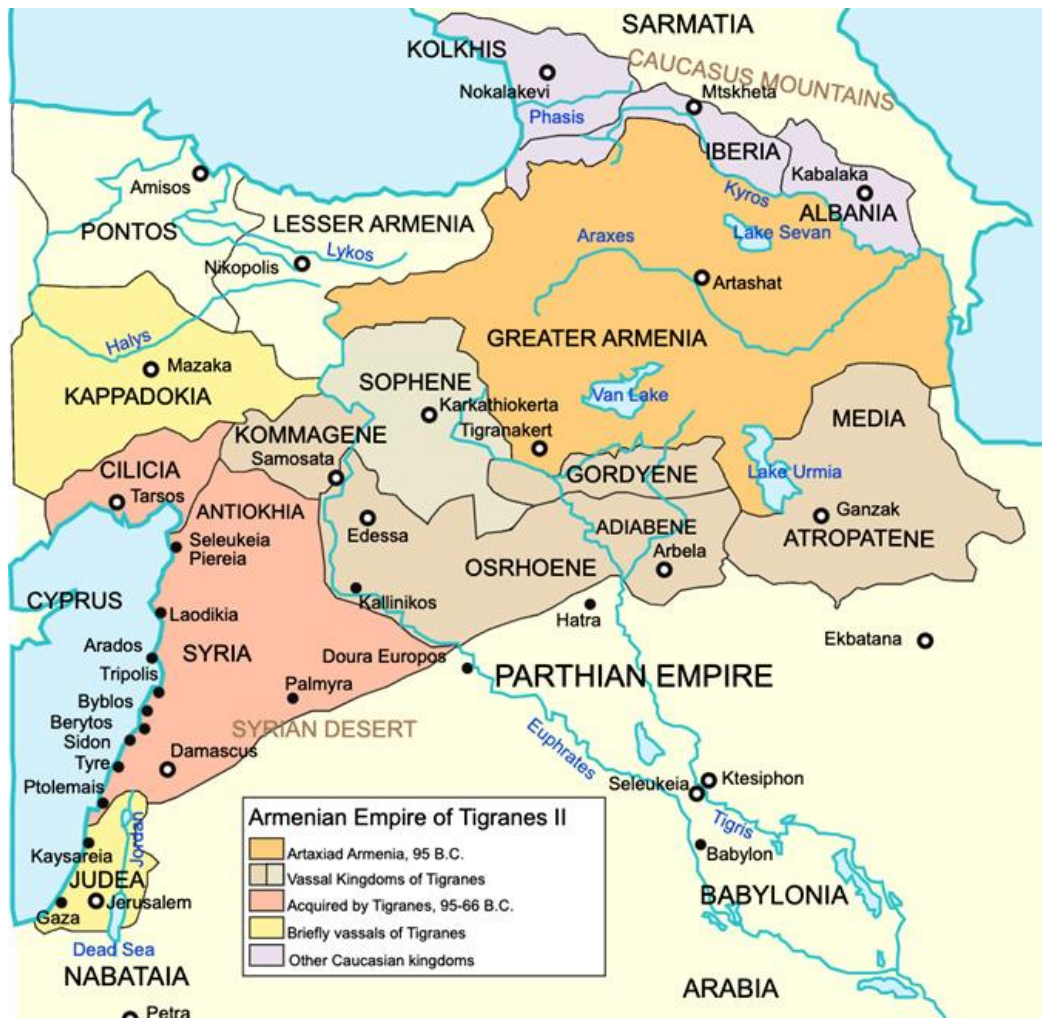 SARMATIA
KOLKHIS
CAUCASUS MOUNTAINS
Nokalakevi
Mtskheta
Phasis
IBERIA
Kabalaka
Amisos
Kyros
ALBANIA
LESSER ARMENIA
PONTOS
Lykos
Araxes
Lake Sevan
Nikopolis
Artashat
Halys
GREATER ARMENIA
Mazaka
SOPHENE
KAPPADOKIA
Van Lake
Karkathiokerta
MEDIA
Tigranakert
KOMMAGENE
Samosata
CILICIA
GORDYENE
Lake Urmia
Tarsos
ANTIOKHIA
Ganzak
ADIABENE
Edessa
Seleukeia
Piereia
ATROPATENE
Arbela
OSRHOENE
CYPRUS
Kallinikos
Laodikia
Hatra
Ekbatana
Arados
SYRIA
Doura Europos
Tripolis
PARTHIAN EMPIRE
Palmyra
Byblos
Berytos
SYRIAN DESERT
Sidon
Euphrates
Damascus
Tyre
Ptolemais
Ktesiphon
Seleukeia
Tigris
Jordan
Kaysareia
Babylon
JUDEA
BABYLONIA
Jerusalem
Gaza
Dead Sea
NABATAIA
ARABIA
Petra
Armenian Empire of Tigranes II
Artaxiad Armenia, 95 B.C.
Vassal Kingdoms of Tigranes
Acquired by Tigranes, 95-66 B.C.
Briefly vassals of Tigranes
Other Caucasian kingdoms